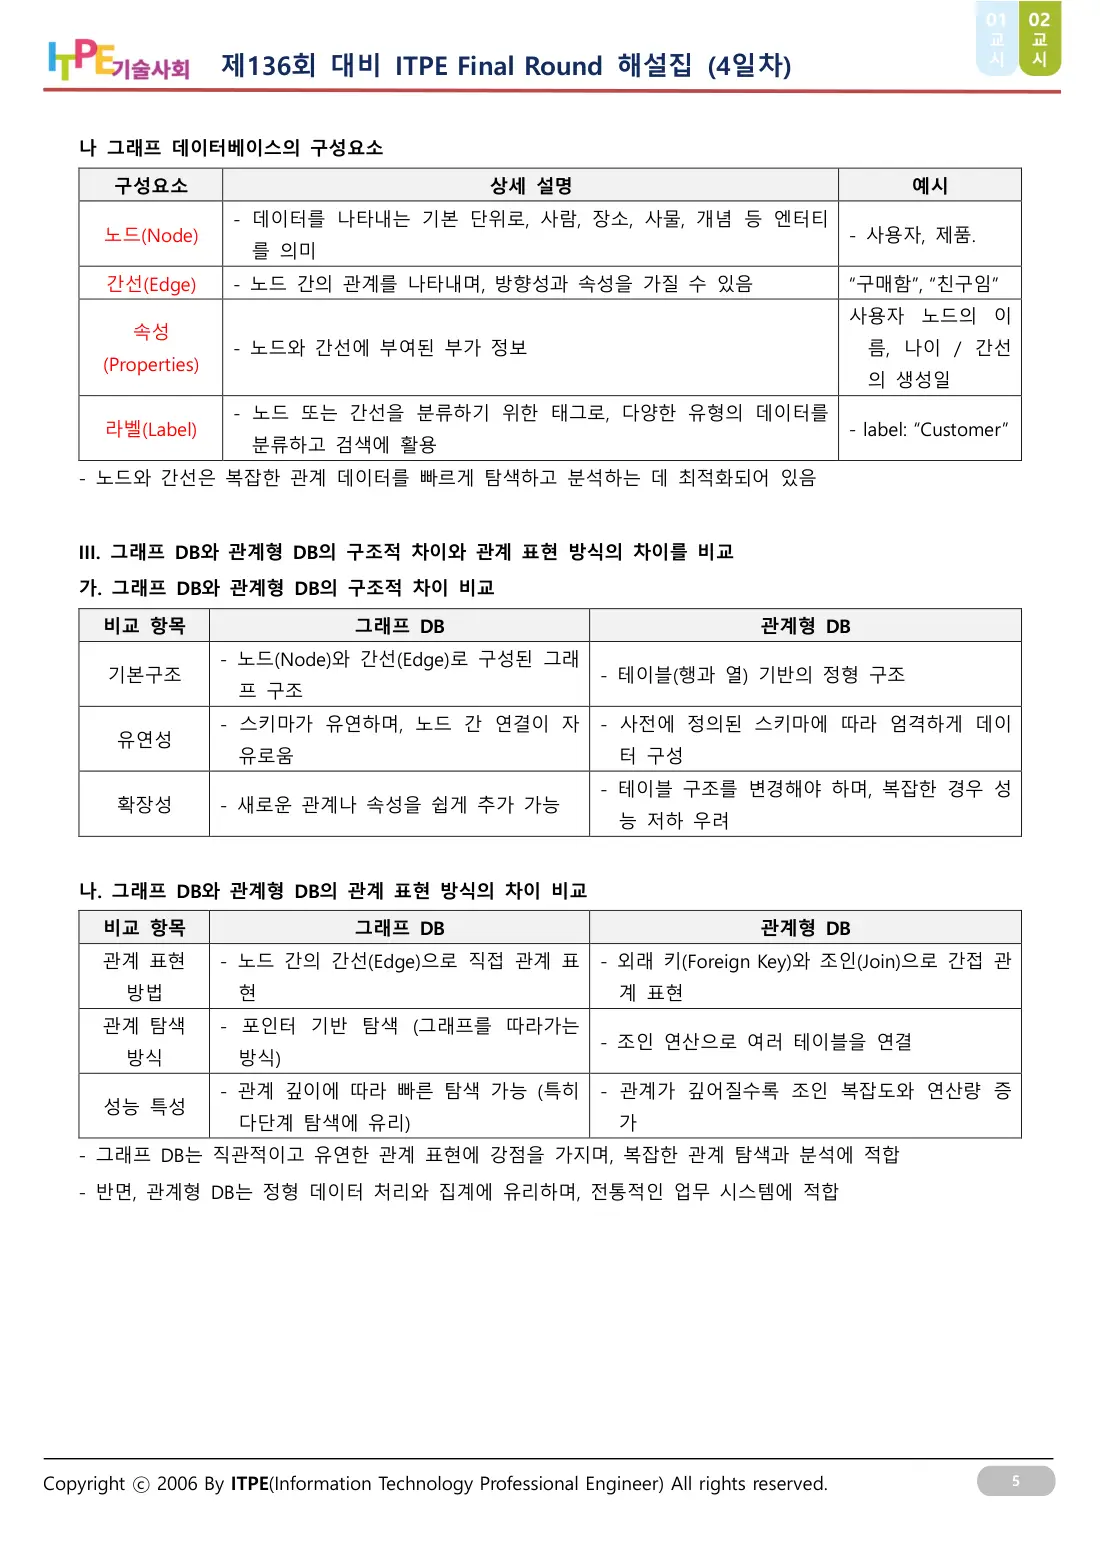 ITPE기술사회
제136회 대비 ITPE Final Round 해설집 (4일차)
01
교
시
02
교
시
나 그래프 데이터베이스의 구성요소
구성요소 상세 설명 예시
노드(Node)
- 데이터를 나타내는 기본 단위로, 사람, 장소, 사물, 개념 등 엔터티
를 의미
- 사용자, 제품.
간선(Edge) - 노드 간의 관계를 나타내며, 방향성과 속성을 가질 수 있음 “구매함”, “친구임”
속성
(Properties)
- 노드와 간선에 부여된 부가 정보
사용자 노드의 이
름, 나이 / 간선
의 생성일
라벨(Label)
- 노드 또는 간선을 분류하기 위한 태그로, 다양한 유형의 데이터를
분류하고 검색에 활용
- label: “Customer”
- 노드와 간선은 복잡한 관계 데이터를 빠르게 탐색하고 분석하는 데 최적화되어 있음
III. 그래프 DB와 관계형 DB의 구조적 차이와 관계 표현 방식의 차이를 비교
가. 그래프 DB와 관계형 DB의 구조적 차이 비교
비교 항목 그래프 DB 관계형 DB
기본구조
- 노드(Node)와 간선(Edge)로 구성된 그래
프 구조
- 테이블(행과 열) 기반의 정형 구조
유연성
- 스키마가 유연하며, 노드 간 연결이 자
유로움
- 사전에 정의된 스키마에 따라 엄격하게 데이
터 구성
확장성
- 새로운 관계나 속성을 쉽게 추가 가능
- 테이블 구조를 변경해야 하며, 복잡한 경우 성
능 저하 우려
나. 그래프 DB와 관계형 DB의 관계 표현 방식의 차이 비교
비교 항목 그래프 DB 관계형 DB
관계 표현
방법
- 노드 간의 간선(Edge)으로 직접 관계 표
현
- 외래 키(Foreign Key)와 조인(Join)으로 간접 관
계 표현
관계 탐색
방식
- 포인터 기반 탐색 (그래프를 따라가는
방식)
- 조인 연산으로 여러 테이블을 연결
성능 특성
- 관계 깊이에 따라 빠른 탐색 가능 (특히
다단계 탐색에 유리)
- 관계가 깊어질수록 조인 복잡도와 연산량 증
가
- 그래프 DB는 직관적이고 유연한 관계 표현에 강점을 가지며, 복잡한 관계 탐색과 분석에 적합
- 반면, 관계형 DB는 정형 데이터 처리와 집계에 유리하며, 전통적인 업무 시스템에 적합
Copyright ⓒ 2006 By ITPE(Information Technology Professional Engineer) All rights reserved.
5